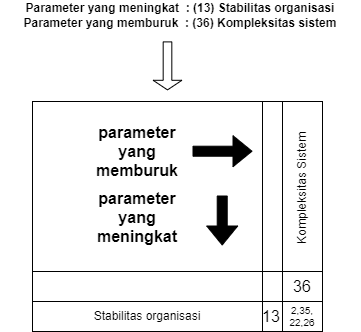 Parameter yang meningkat : (13) Stabilitas organisasi
Parameter yang memburuk : (36) Kompleksitas sistem
parameter
yang
memburuk
parameter
yang
meningkat
Kompleksitas Sistem
36
Stabilitas organisasi
13
2,35,
22,26